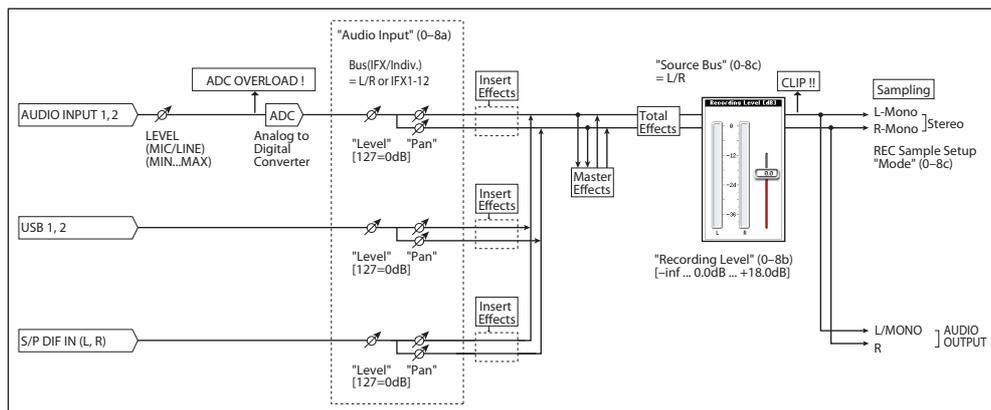 "Audio Input" (0–8a)
Bus(IFX/Indiv.)
= L/R or IFX1-12
Insert
Effects
"Source Bus" (0-8c)
= L/R
ADC OVERLOAD !
CLIP !!
Sampling
AUDIO INPUT 1, 2
ADC
Total
Effects
Recording Level [dB]
L-Mono
R-Mono
Stereo
LEVEL
(MIC/LINE)
(MIN...MAX)
Analog to
Digital
Converter
"Level" "Pan"
[127=0dB]
Master
Effects
0
-12
-24
-36
0.0
L R
REC Sample Setup
"Mode" (0–8c)
Insert
Effects
USB 1, 2
"Level" "Pan"
[127=0dB]
"Recording Level" (0–8b)
[–inf ... 0.0dB ... +18.0dB]
Insert
Effects
S/P DIF IN (L, R)
"Level" "Pan"
[127=0dB]
L/MONO
R
AUDIO
OUTPUT